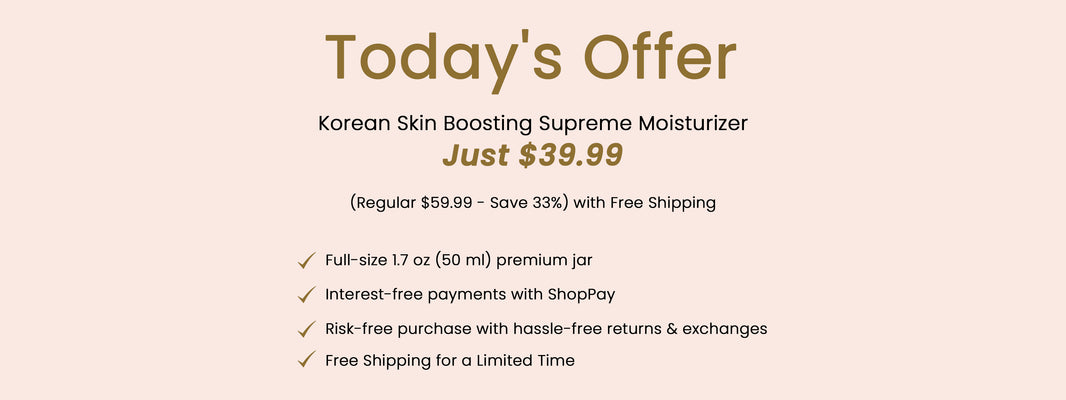 Today's Offer
Korean Skin Boosting Supreme Moisturizer
Just $39.99
(Regular $59.99 - Save 33%) with Free Shipping
Full-size 1.7 oz (50 ml) premium jar
Interest-free payments with ShopPay
Risk-free purchase with hassle-free returns & exchanges
Free Shipping for a Limited Time